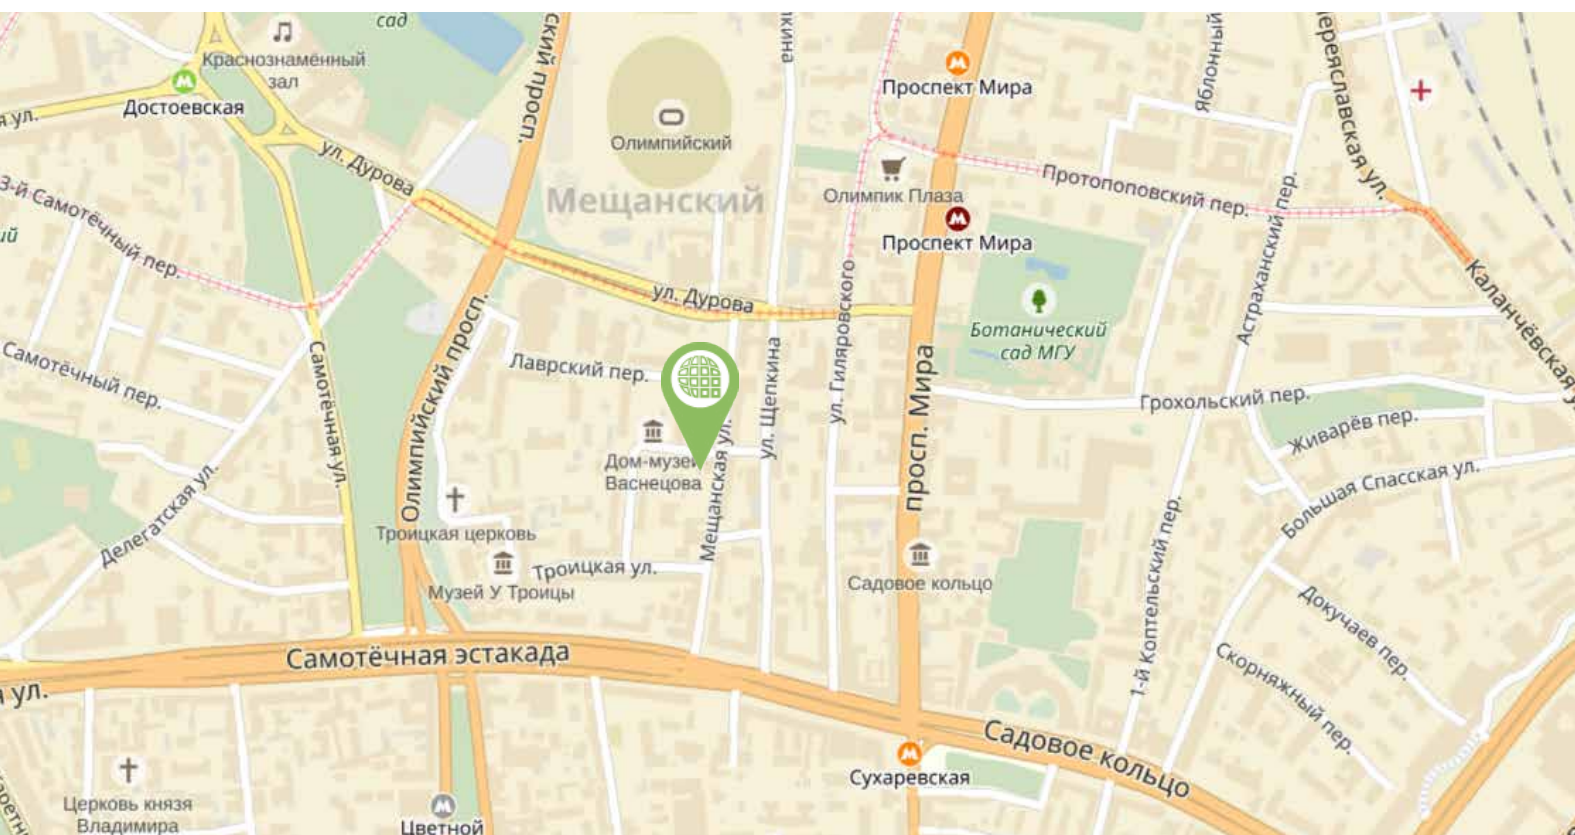 сад
ский просп.
Щепкина
Краснознамённый
зал
Достоевская
я ул.
Проспект Мира
Яблонный
Переяславская ул.
Олимпийский
ул. Дурова
Мещанский
Олимпик Плаза
Протопоповский пер.
3-й Самотёчный пер.
ий
Проспект Мира
ул. Дурова
Астраханский пер.
Каланчёвская ул.
Ботанический
сад МГУ
Самотёчный пер.
Самотёчная ул.
Олимпийский просп.
Лаврский пер.
ул. Щепкина
ул. Гиляровского
просп. Мира
Грохольский пер.
Живарёв пер.
Дом-музей
Васнецова
Мещанская ул.
Большая Спасская ул.
Делегатская ул.
Троицкая церковь
Музей У Троицы
Троицкая ул.
Садовое кольцо
1-й Коптельский пер.
Докучаев пер.
Скорняжный пер.
Самотёчная эстакада
я ул.
Садовое кольцо
Сухаревская
Церковь князя
Владимира
Цветной